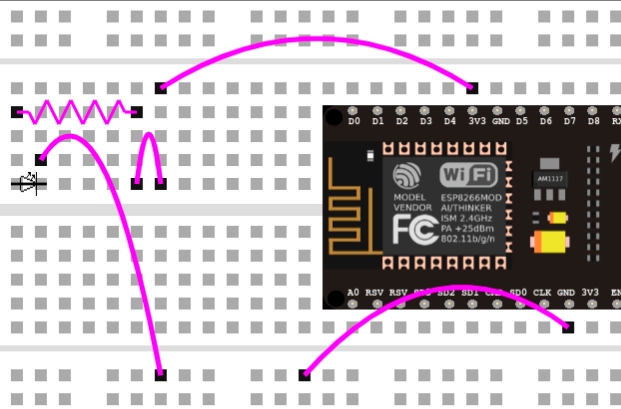 D0 D1 D2 D3 D4 3V3 GND D5 D6 D7 D8
WiFi
MODEL
VENDOR
ESP8266MOD
AI/THINKER
ISM 2.4GHz
PA +25dBm
802.11b/g/n
FC
AM1117
A0 RSV RSV SD3 SD2 SD1 CMD SD0 CLK GND 3V3 EN